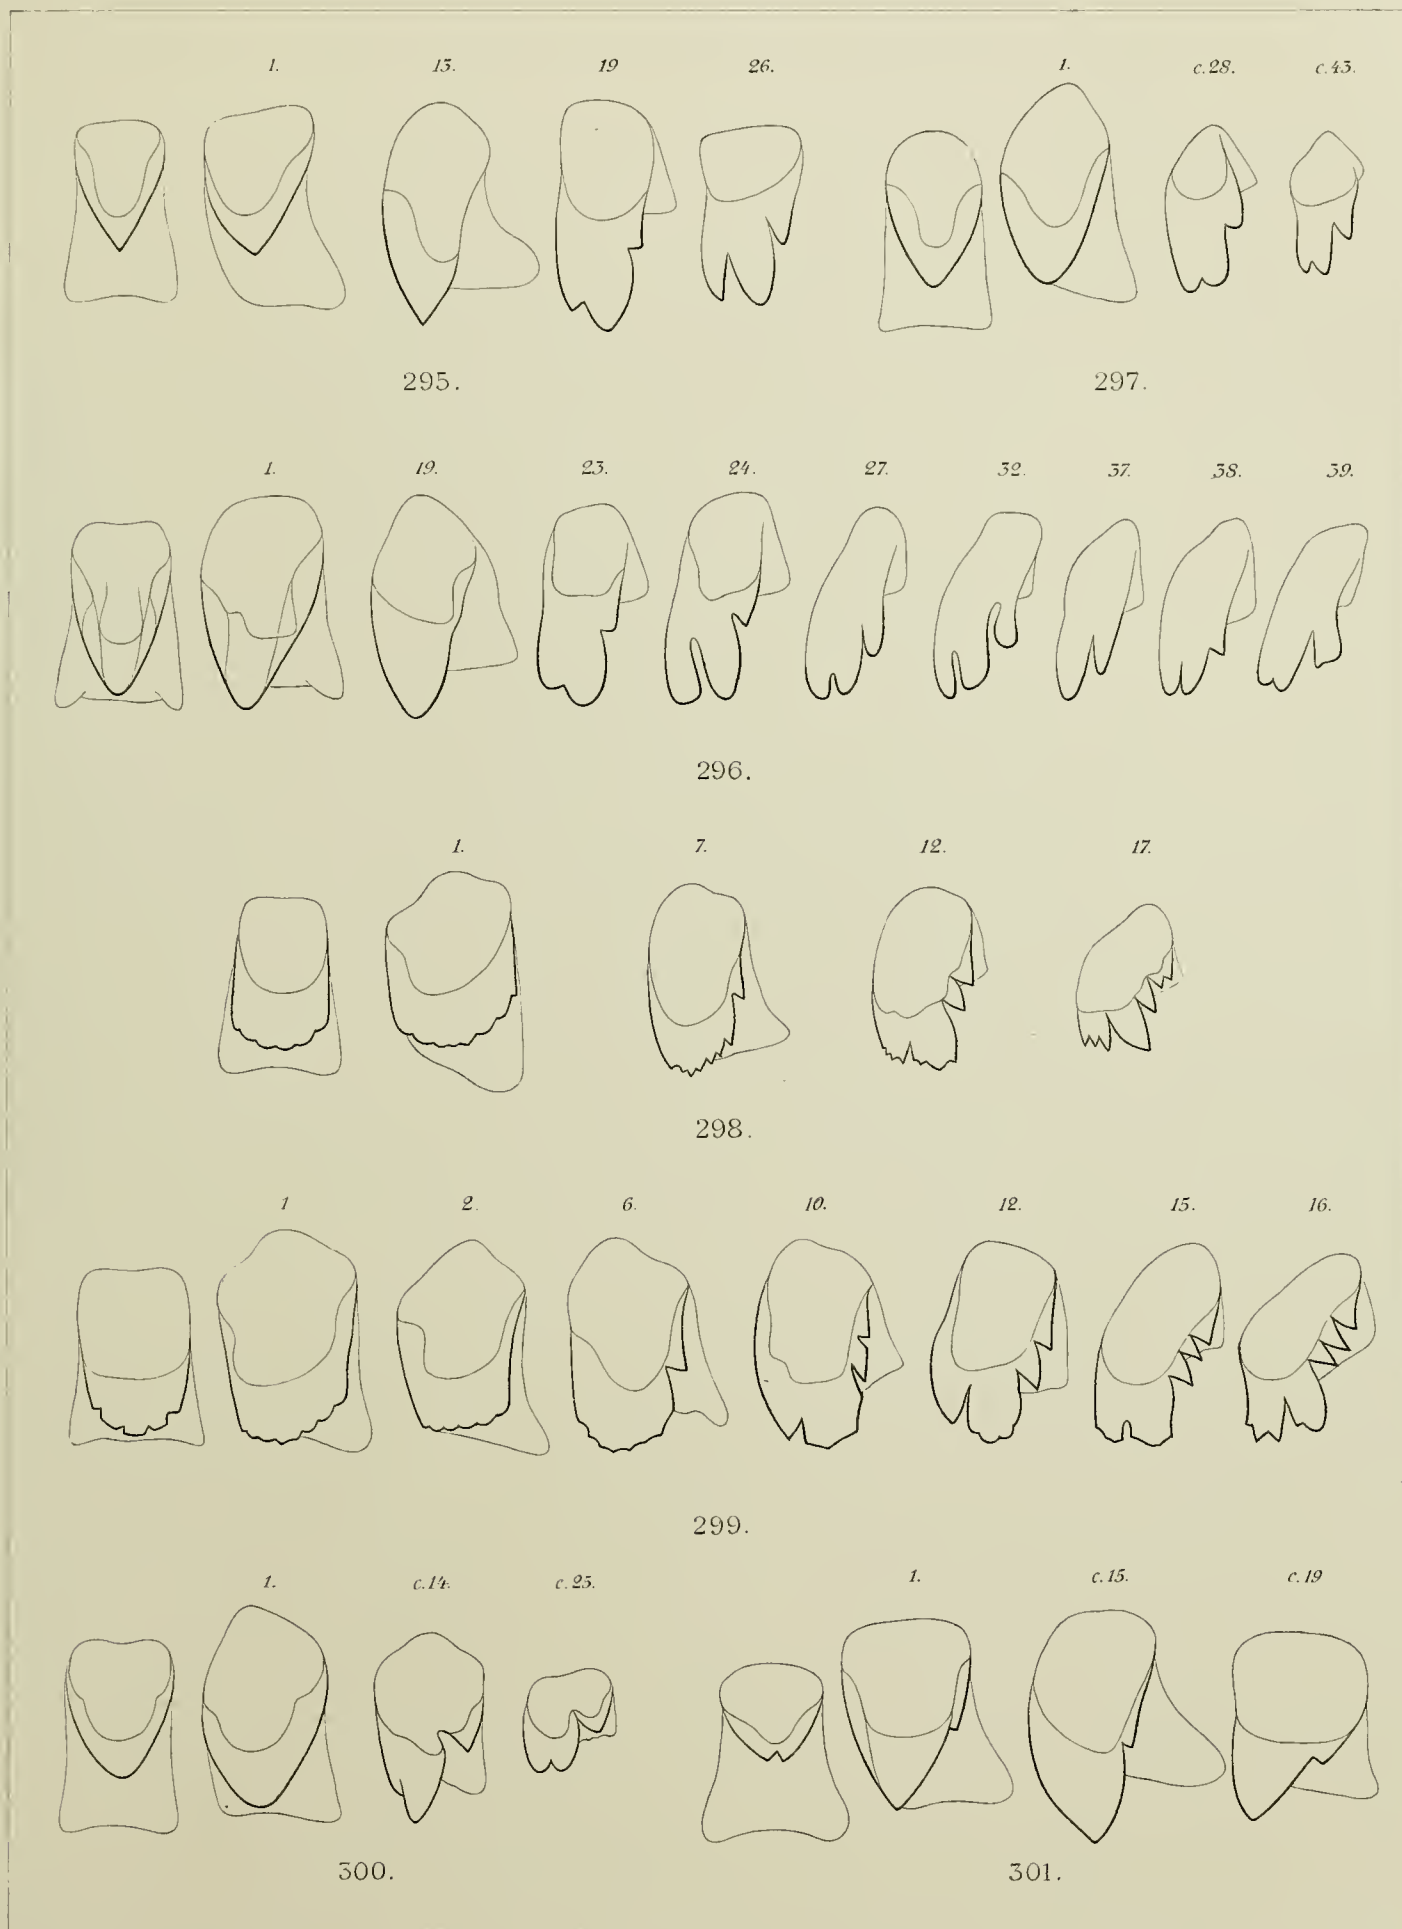 1. 13. 19 26. 1. c.28. c.43.
295. 297.
1. 19. 23. 24. 27. 32. 37. 38. 39.
296.
1. 7. 12. 17.
298.
1 2. 6. 10. 12. 15. 16.
299.
1. c.14. c.25. 1. c.15. c.19
300. 301.